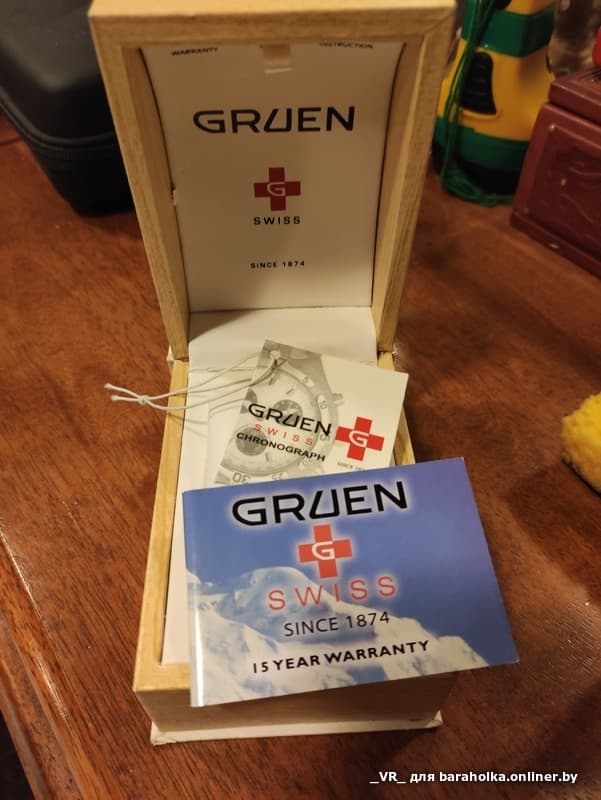 WARRANTY INSTRUCTION
GRUEN
G
SWISS
SINCE 1874
GRUEN
SWISS
G
CHRONOGRAPH
SINCE
GRUEN
G
SWISS
SINCE 1874
15 YEAR WARRANTY
_VR_ для baraholka.onliner.by